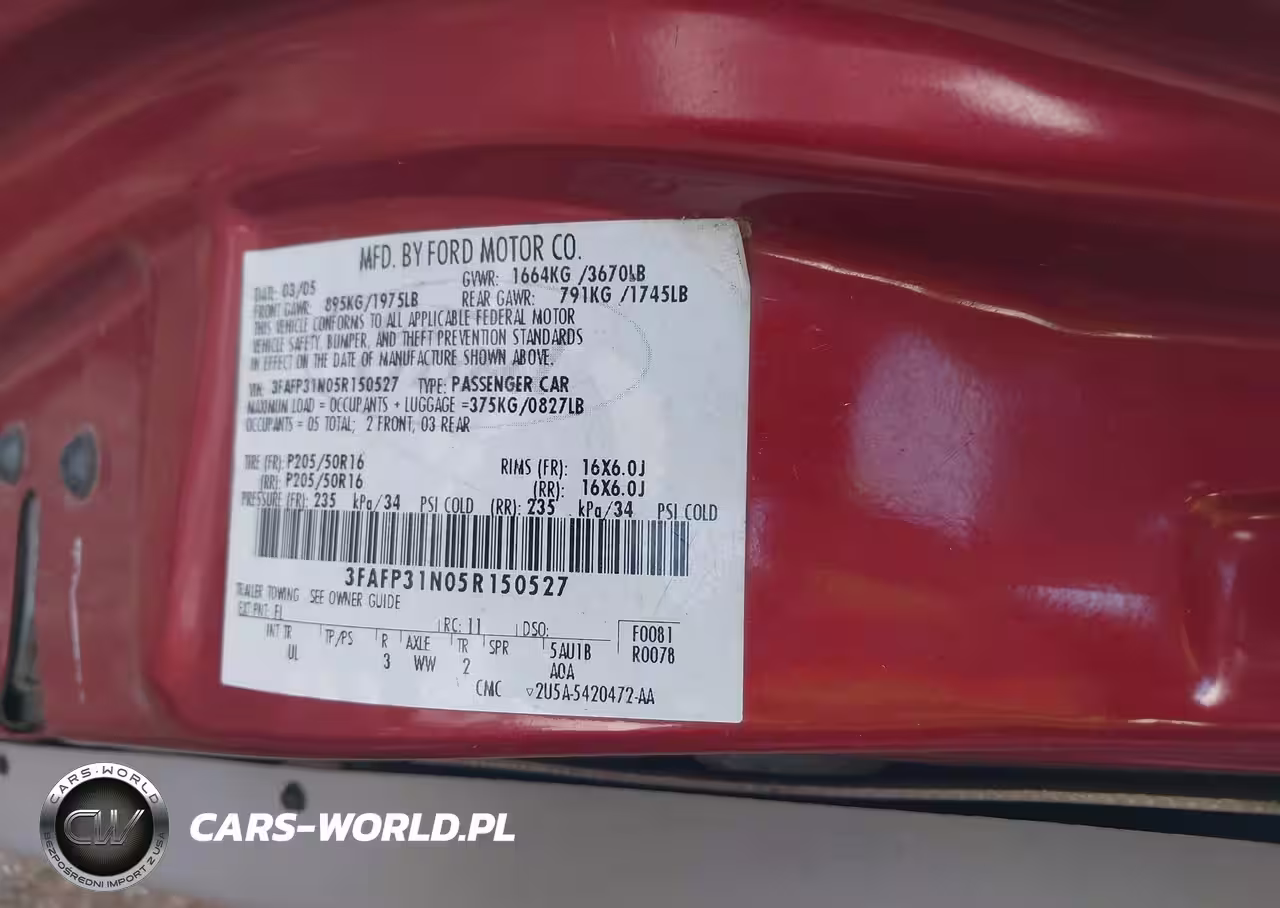 MFD. BY FORD MOTOR CO.
DATE: 03/05 GVWR: 1664KG /3670LB
FRONT GAWR: 895KG/1975LB REAR GAWR: 791KG /1745LB
THIS VEHICLE CONFORMS TO ALL APPLICABLE FEDERAL MOTOR
VEHICLE SAFETY, BUMPER, AND THEFT PREVENTION STANDARDS
IN EFFECT ON THE DATE OF MANUFACTURE SHOWN ABOVE.
VIN: 3FAFP31N05R150527 TYPE: PASSENGER CAR
MAXIMUM LOAD = OCCUPANTS + LUGGAGE =375KG/0827LB
OCCUPANTS = 05 TOTAL; 2 FRONT, 03 REAR
TIRE (FR): P205/50R16 RIMS (FR): 16X6.0J
(RR): P205/50R16 (RR): 16X6.0J
PRESSURE (FR): 235 kPa/34 PSI COLD (RR): 235 kPa/34 PSI COLD
3FAFP31N05R150527
TRAILER TOWING SEE OWNER GUIDE
EXT PNT: FL RC: 11 DSO: F0081
INT TR TP/PS R AXLE TR SPR 5AU1B R0078
UL 3 WW 2 A0A
CMC ▽2U5A-5420472-AA
CARS-WORLD
CW
BEZPOŚREDNI IMPORT Z USA
CARS-WORLD.PL